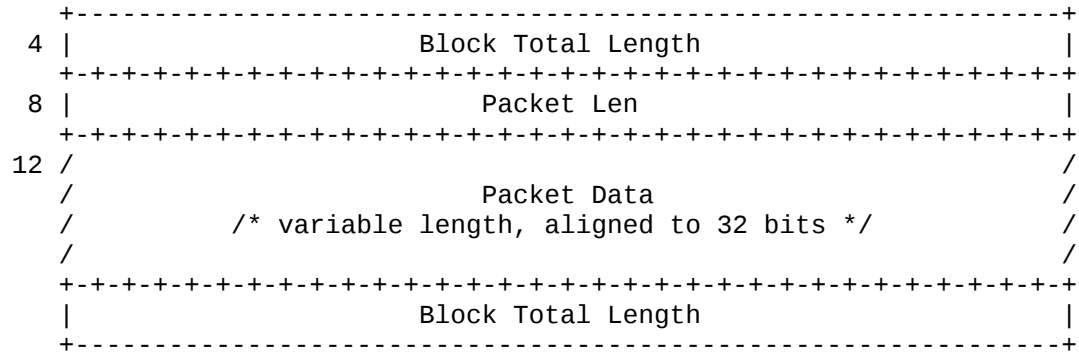 +---------------------------------------------------------------+
4 | Block Total Length |
+-+-+-+-+-+-+-+-+-+-+-+-+-+-+-+-+-+-+-+-+-+-+-+-+-+-+-+-+-+-+-+-+
8 | Packet Len |
+-+-+-+-+-+-+-+-+-+-+-+-+-+-+-+-+-+-+-+-+-+-+-+-+-+-+-+-+-+-+-+-+
12 / /
/ Packet Data /
/ /* variable length, aligned to 32 bits */ /
/ /
+-+-+-+-+-+-+-+-+-+-+-+-+-+-+-+-+-+-+-+-+-+-+-+-+-+-+-+-+-+-+-+-+
| Block Total Length |
+---------------------------------------------------------------+